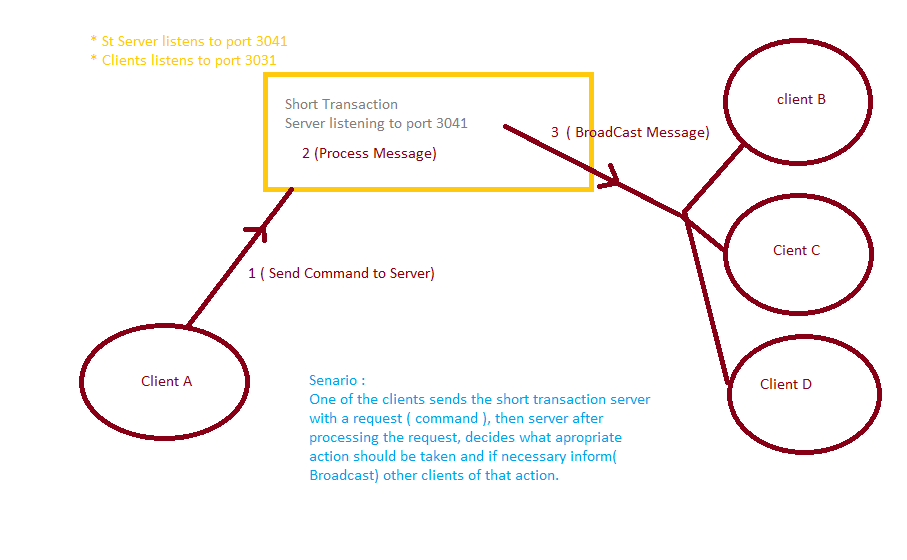 * St Server listens to port 3041
* Clients listens to port 3031
Short Transaction
Server listening to port 3041
2 (Process Message)
3 ( BroadCast Message)
client B
Cient C
Client D
1 ( Send Command to Server)
Client A
Senario :
One of the clients sends the short transaction server
with a request ( command ), then server after
processing the request, decides what apropriate
action should be taken and if necessary inform(
Broadcast) other clients of that action.